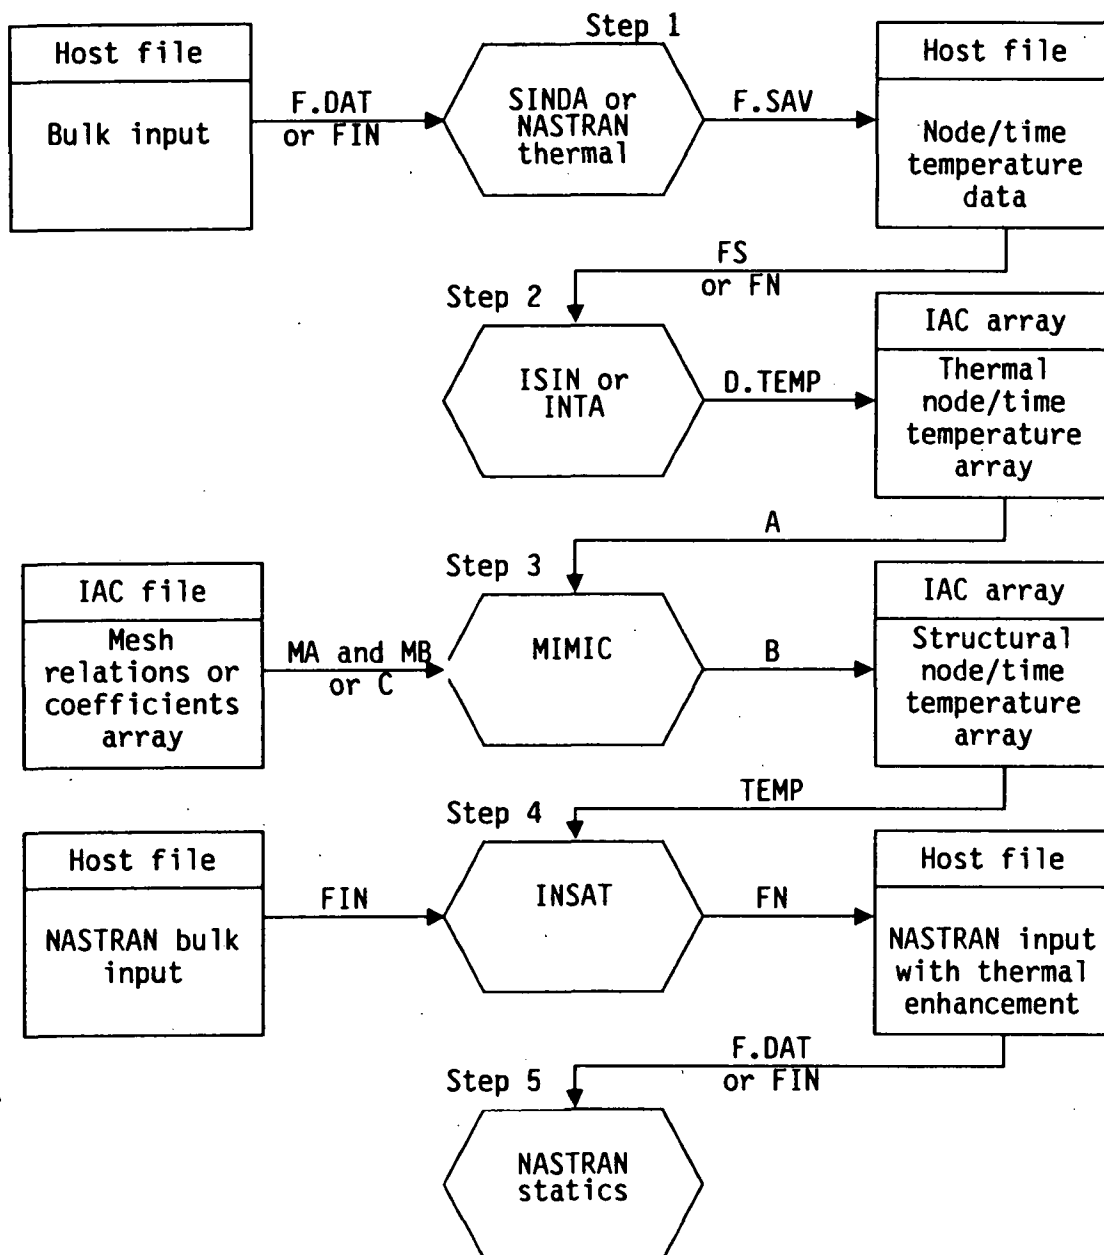 Step 1
Host file
Bulk input
F.DAT
or FIN
SINDA or
NASTRAN
thermal
F.SAV
Host file
Node/time
temperature
data
FS
or FN
Step 2
ISIN or
INTA
D.TEMP
IAC array
Thermal
node/time
temperature
array
A
Step 3
IAC file
Mesh
relations or
coefficients
array
MA and MB
or C
MIMIC
B
IAC array
Structural
node/time
temperature
array
TEMP
Step 4
Host file
NASTRAN bulk
input
FIN
INSAT
FN
Host file
NASTRAN input
with thermal
enhancement
F.DAT
or FIN
Step 5
NASTRAN
statics